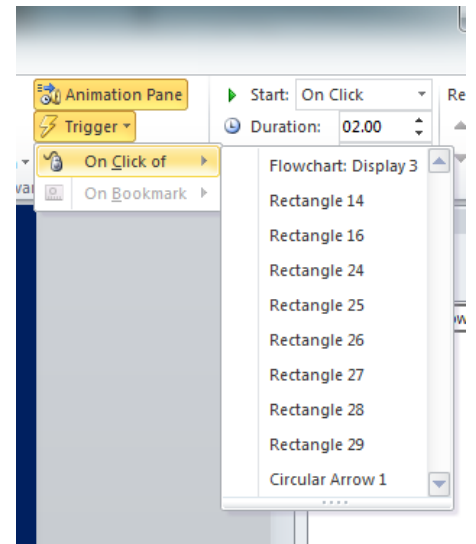 Animation Pane
Start: On Click
Re
Trigger
Duration: 02.00
On Click of
On Bookmark
Flowchart: Display 3
Rectangle 14
Rectangle 16
Rectangle 24
Rectangle 25
Rectangle 26
Rectangle 27
Rectangle 28
Rectangle 29
Circular Arrow 1